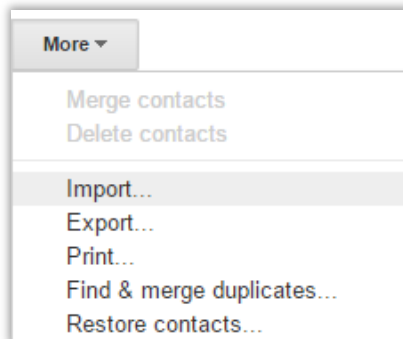 More
Merge contacts
Delete contacts
Import...
Export...
Print...
Find & merge duplicates...
Restore contacts...